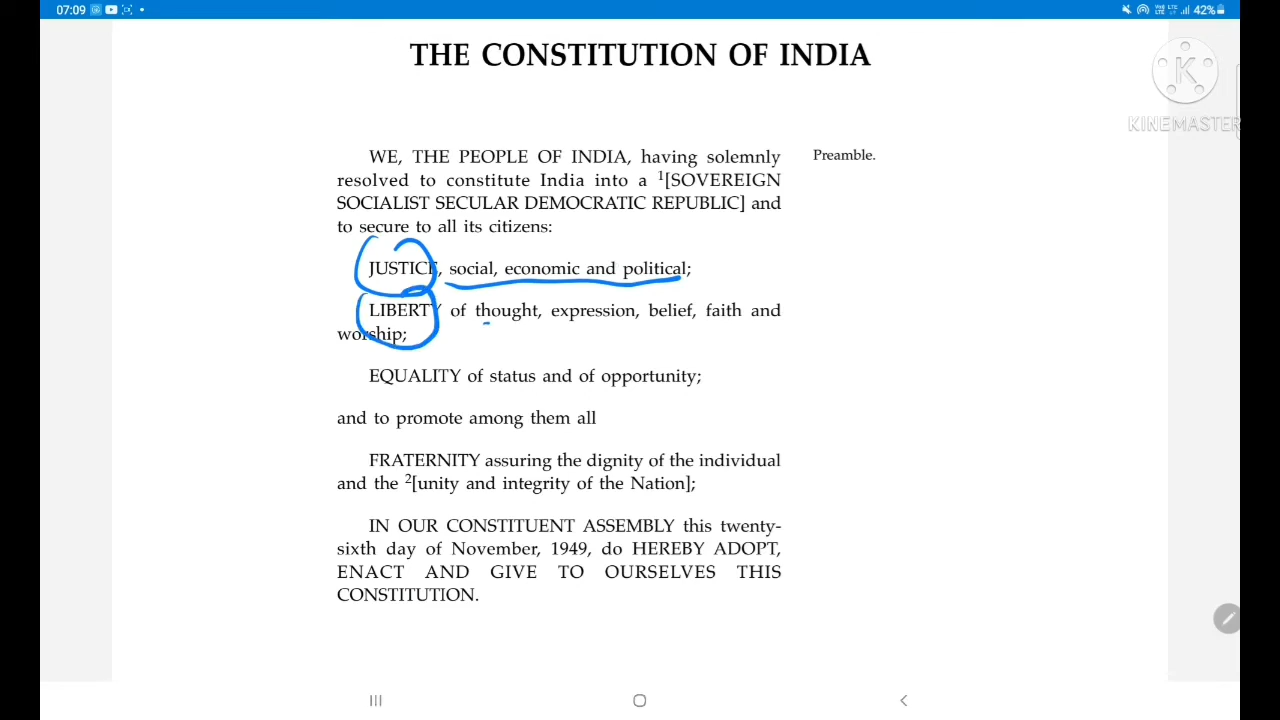 07:09
Vo) LTE
LTE
42%
THE CONSTITUTION OF INDIA
K
KINEMASTER
WE, THE PEOPLE OF INDIA, having solemnly
Preamble.
resolved to constitute India into a ¹[SOVEREIGN
SOCIALIST SECULAR DEMOCRATIC REPUBLIC] and
to secure to all its citizens:
JUSTICE, social, economic and political;
LIBERTY of thought, expression, belief, faith and
worship;
EQUALITY of status and of opportunity;
and to promote among them all
FRATERNITY assuring the dignity of the individual
and the ²[unity and integrity of the Nation];
IN OUR CONSTITUENT ASSEMBLY this twenty-
sixth day of November, 1949, do HEREBY ADOPT,
ENACT AND GIVE TO OURSELVES THIS
CONSTITUTION.